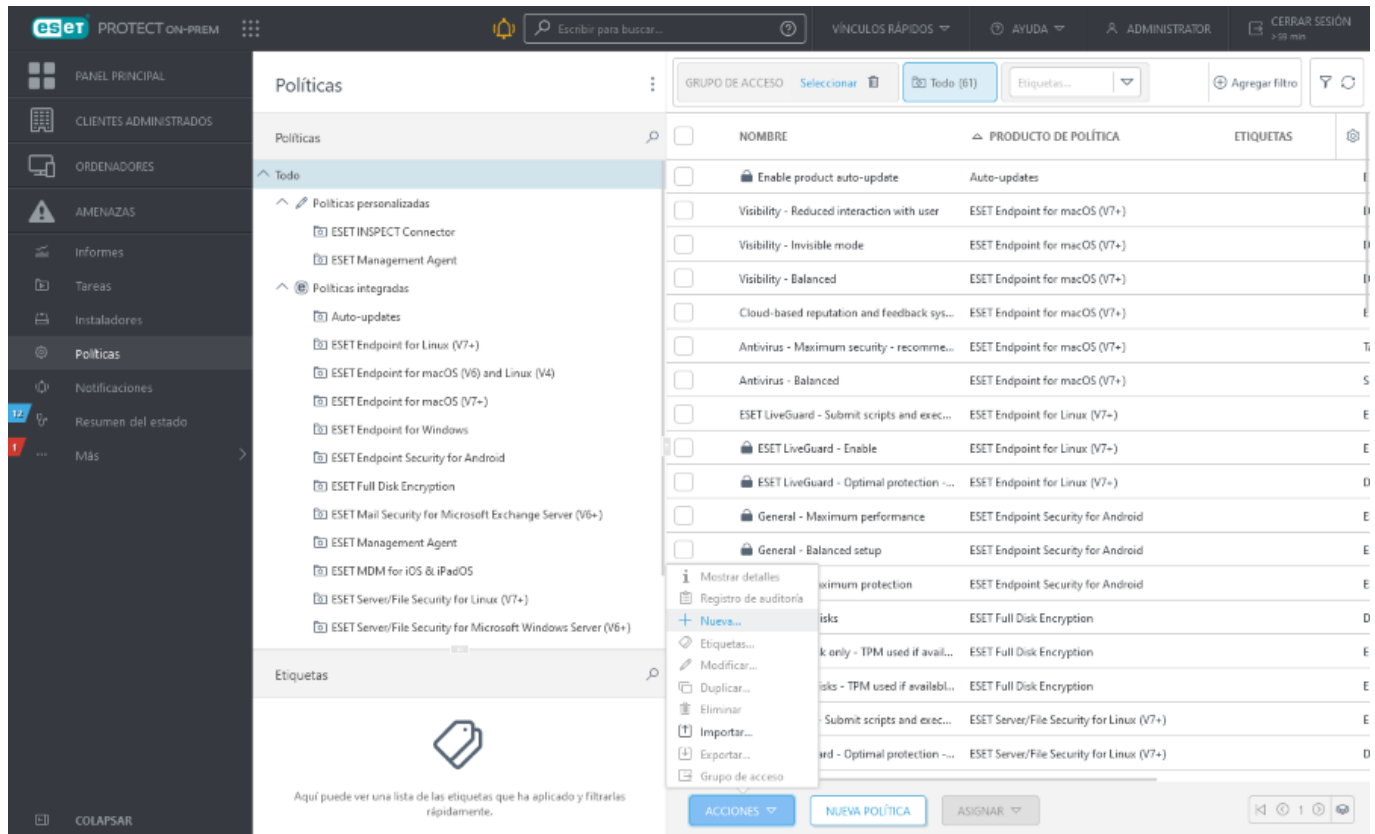 eset PROTECT ON-PREM
Escribir para buscar...
VÍNCULOS RÁPIDOS
AYUDA
ADMINISTRATOR
CERRAR SESIÓN
>59 min
PANEL PRINCIPAL
CLIENTES ADMINISTRADOS
ORDENADORES
AMENAZAS
Informes
Tareas
Instaladores
Políticas
Notificaciones
12
Resumen del estado
1
Más
COLAPSAR
Políticas
Políticas
Todo
Políticas personalizadas
ESET INSPECT Connector
ESET Management Agent
Políticas integradas
Auto-updates
ESET Endpoint for Linux (V7+)
ESET Endpoint for macOS (V6) and Linux (V4)
ESET Endpoint for macOS (V7+)
ESET Endpoint for Windows
ESET Endpoint Security for Android
ESET Full Disk Encryption
ESET Mail Security for Microsoft Exchange Server (V6+)
ESET Management Agent
ESET MDM for iOS & iPadOS
ESET Server/File Security for Linux (V7+)
ESET Server/File Security for Microsoft Windows Server (V6+)
Etiquetas
Aquí puede ver una lista de las etiquetas que ha aplicado y filtrarlas
rápidamente.
GRUPO DE ACCESO Seleccionar
Todo (61)
Etiquetas...
Agregar filtro
NOMBRE PRODUCTO DE POLÍTICA ETIQUETAS
Enable product auto-update Auto-updates
Visibility - Reduced interaction with user ESET Endpoint for macOS (V7+)
Visibility - Invisible mode ESET Endpoint for macOS (V7+)
Visibility - Balanced ESET Endpoint for macOS (V7+)
Cloud-based reputation and feedback sys... ESET Endpoint for macOS (V7+) E
Antivirus - Maximum security - recomme... ESET Endpoint for macOS (V7+)
Antivirus - Balanced ESET Endpoint for macOS (V7+) S
ESET LiveGuard - Submit scripts and exec... ESET Endpoint for Linux (V7+) E
ESET LiveGuard - Enable ESET Endpoint for Linux (V7+) E
ESET LiveGuard - Optimal protection -... ESET Endpoint for Linux (V7+) D
General - Maximum performance ESET Endpoint Security for Android E
General - Balanced setup ESET Endpoint Security for Android E
ximum protection ESET Endpoint Security for Android E
isks ESET Full Disk Encryption D
k only - TPM used if avail... ESET Full Disk Encryption E
isks - TPM used if availabl... ESET Full Disk Encryption E
- Submit scripts and exec... ESET Server/File Security for Linux (V7+) E
ard - Optimal protection -... ESET Server/File Security for Linux (V7+) D
Mostrar detalles
Registro de auditoría
Nueva...
Etiquetas...
Modificar...
Duplicar...
Eliminar
Importar...
Exportar...
Grupo de acceso
ACCIONES
NUEVA POLÍTICA
ASIGNAR
1